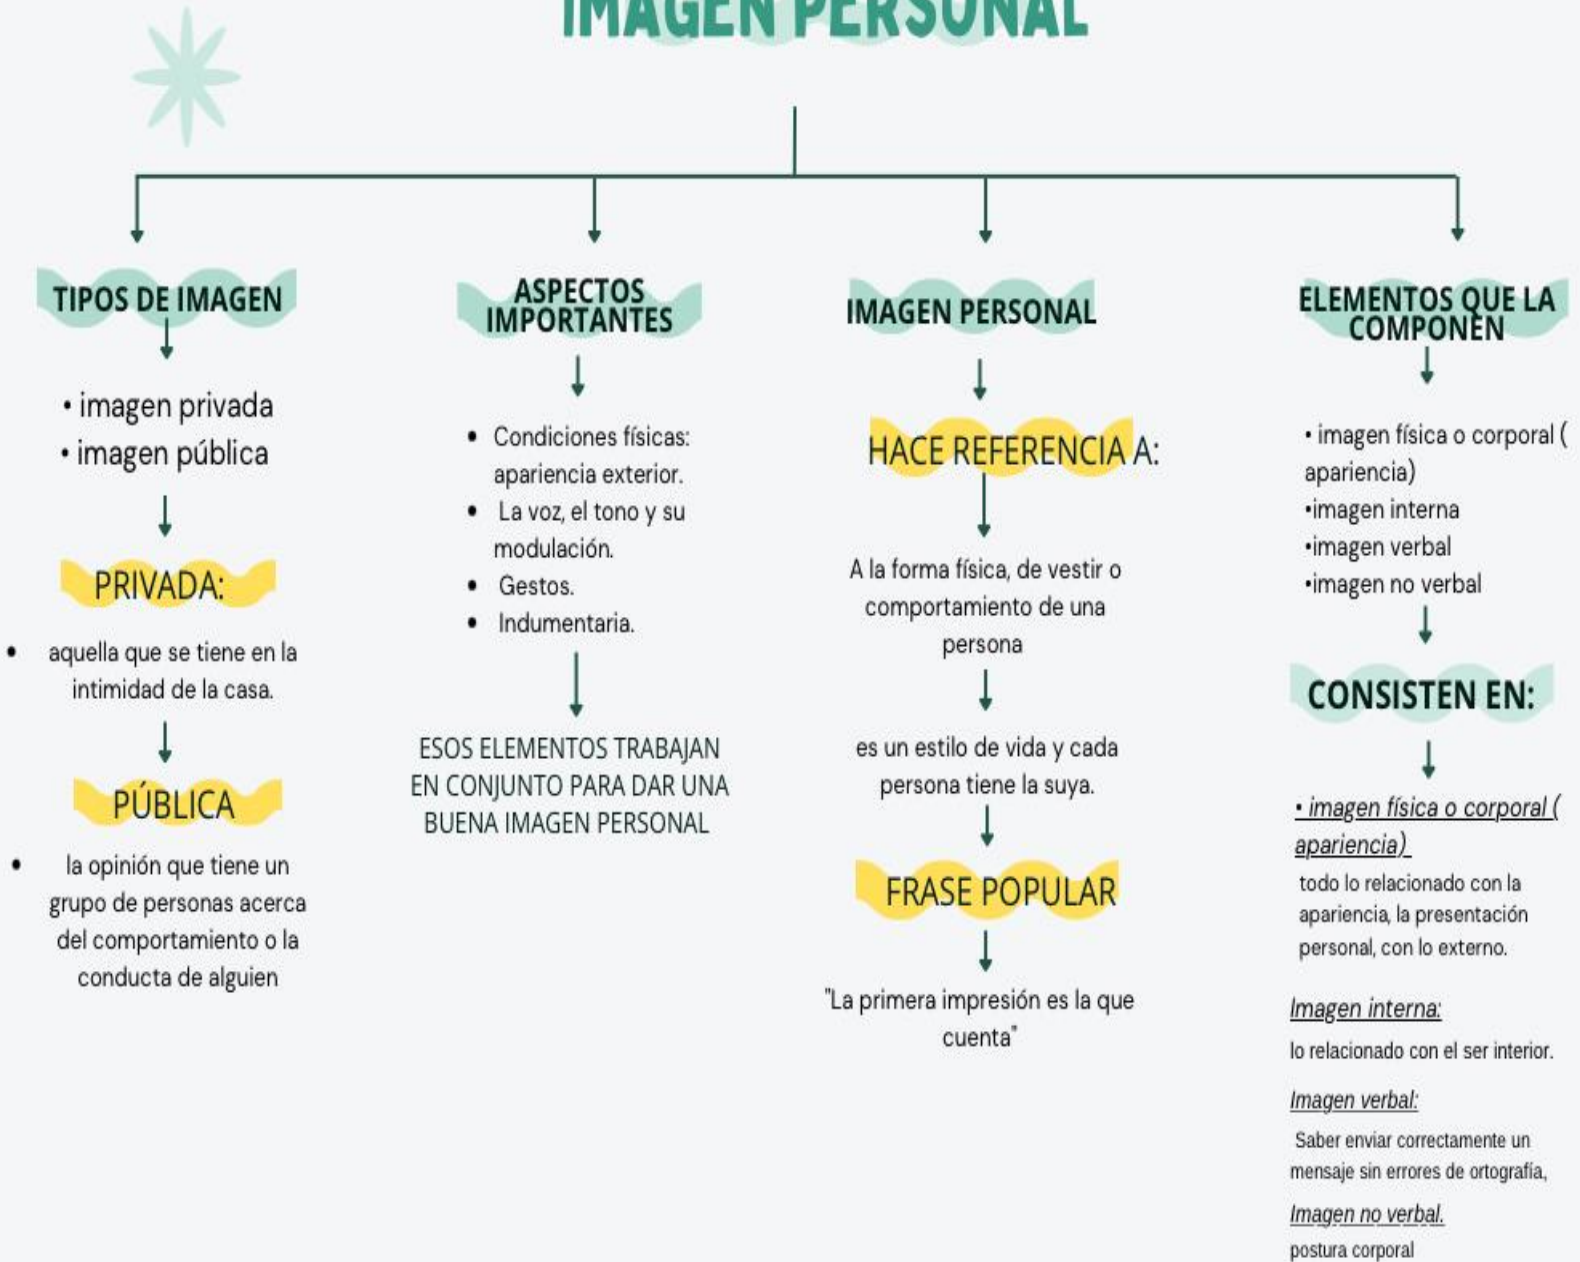 IMAGEN PERSONAL
TIPOS DE IMAGEN
• imagen privada
• imagen pública
PRIVADA:
• aquella que se tiene en la
intimidad de la casa.
PÚBLICA
• la opinión que tiene un
grupo de personas acerca
del comportamiento o la
conducta de alguien
ASPECTOS
IMPORTANTES
• Condiciones físicas:
apariencia exterior.
• La voz, el tono y su
modulación.
• Gestos.
• Indumentaria.
ESOS ELEMENTOS TRABAJAN
EN CONJUNTO PARA DAR UNA
BUENA IMAGEN PERSONAL
IMAGEN PERSONAL
HACE REFERENCIA A:
A la forma física, de vestir o
comportamiento de una
persona
es un estilo de vida y cada
persona tiene la suya.
FRASE POPULAR
"La primera impresión es la que
cuenta"
ELEMENTOS QUE LA
COMPONEN
• imagen física o corporal (
apariencia)
•imagen interna
•imagen verbal
•imagen no verbal
CONSISTEN EN:
• imagen física o corporal (
apariencia)
todo lo relacionado con la
apariencia, la presentación
personal, con lo externo.
Imagen interna:
lo relacionado con el ser interior.
Imagen verbal:
Saber enviar correctamente un
mensaje sin errores de ortografía,
Imagen no verbal.
postura corporal